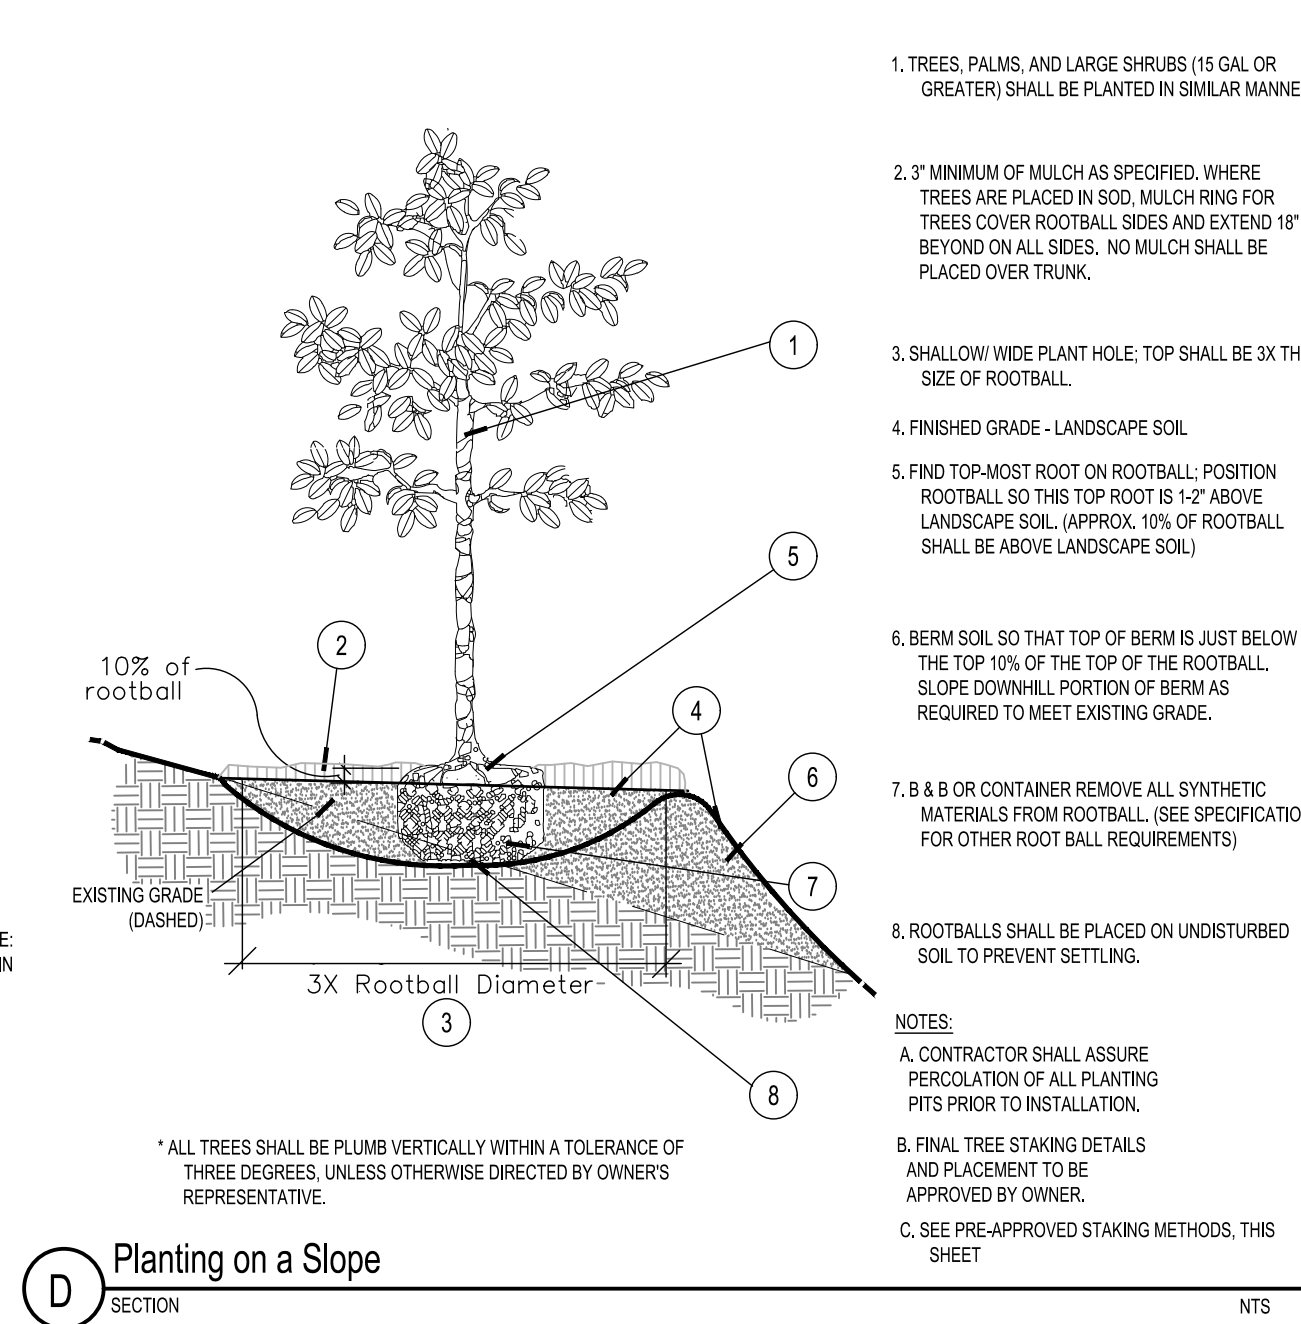 1. TREES, PALMS, AND LARGE SHRUBS (15 GAL OR
GREATER) SHALL BE PLANTED IN SIMILAR MANNE
2. 3" MINIMUM OF MULCH AS SPECIFIED. WHERE
TREES ARE PLACED IN SOD, MULCH RING FOR
TREES COVER ROOTBALL SIDES AND EXTEND 18"
BEYOND ON ALL SIDES. NO MULCH SHALL BE
PLACED OVER TRUNK.
3. SHALLOW/ WIDE PLANT HOLE; TOP SHALL BE 3X TH
SIZE OF ROOTBALL.
4. FINISHED GRADE - LANDSCAPE SOIL
5. FIND TOP-MOST ROOT ON ROOTBALL; POSITION
ROOTBALL SO THIS TOP ROOT IS 1-2" ABOVE
LANDSCAPE SOIL. (APPROX. 10% OF ROOTBALL
SHALL BE ABOVE LANDSCAPE SOIL)
6. BERM SOIL SO THAT TOP OF BERM IS JUST BELOW
THE TOP 10% OF THE TOP OF THE ROOTBALL.
SLOPE DOWNHILL PORTION OF BERM AS
REQUIRED TO MEET EXISTING GRADE.
7. B & B OR CONTAINER REMOVE ALL SYNTHETIC
MATERIALS FROM ROOTBALL. (SEE SPECIFICATIO
FOR OTHER ROOT BALL REQUIREMENTS)
8. ROOTBALLS SHALL BE PLACED ON UNDISTURBED
SOIL TO PREVENT SETTLING.
NOTES:
A. CONTRACTOR SHALL ASSURE
PERCOLATION OF ALL PLANTING
PITS PRIOR TO INSTALLATION.
B. FINAL TREE STAKING DETAILS
AND PLACEMENT TO BE
APPROVED BY OWNER.
C. SEE PRE-APPROVED STAKING METHODS, THIS
SHEET
1
5
2
10% of
rootball
4
6
7
EXISTING GRADE
(DASHED)
E:
IN
3X Rootball Diameter
3
8
* ALL TREES SHALL BE PLUMB VERTICALLY WITHIN A TOLERANCE OF
THREE DEGREES, UNLESS OTHERWISE DIRECTED BY OWNER'S
REPRESENTATIVE.
D
Planting on a Slope
SECTION
NTS